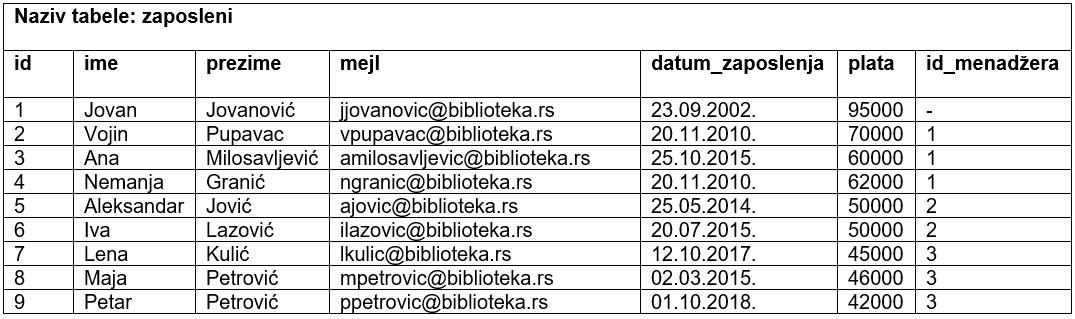 Naziv tabele: zaposleni
id ime prezime mejl datum_zaposlenja plata id_menadžera
1 Jovan Jovanović jjovanovic@biblioteka.rs 23.09.2002. 95000 -
2 Vojin Pupavac vpupavac@biblioteka.rs 20.11.2010. 70000 1
3 Ana Milosavljević amilosavljevic@biblioteka.rs 25.10.2015. 60000 1
4 Nemanja Granić ngranic@biblioteka.rs 20.11.2010. 62000 1
5 Aleksandar Jović ajovic@biblioteka.rs 25.05.2014. 50000 2
6 Iva Lazović ilazovic@biblioteka.rs 20.07.2015. 50000 2
7 Lena Kulić lkulic@biblioteka.rs 12.10.2017. 45000 3
8 Maja Petrović mpetrovic@biblioteka.rs 02.03.2015. 46000 3
9 Petar Petrović ppetrovic@biblioteka.rs 01.10.2018. 42000 3